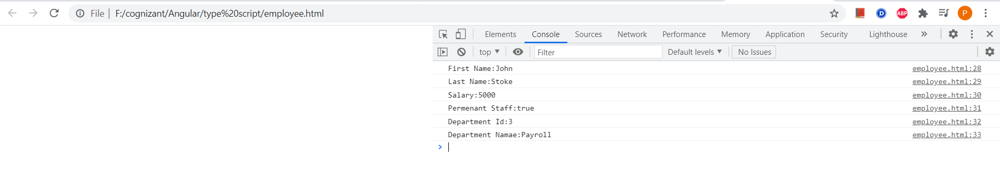 File F:/cognizant/Angular/type%20script/employee.html D ABP P
Elements Console Sources Network Performance Memory Application Security Lighthouse
top Filter Default levels No Issues
First Name:John employee.html:28
Last Name:Stoke employee.html:29
Salary:5000 employee.html:30
Permenant Staff:true employee.html:31
Department Id:3 employee.html:32
Department Namae:Payroll employee.html:33